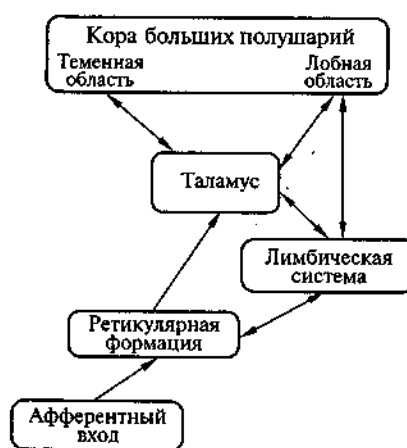 Кора больших полушарий
Теменная
область
Лобная
область
Таламус
Лимбическая
система
Ретикулярная
формация
Афферентный
вход